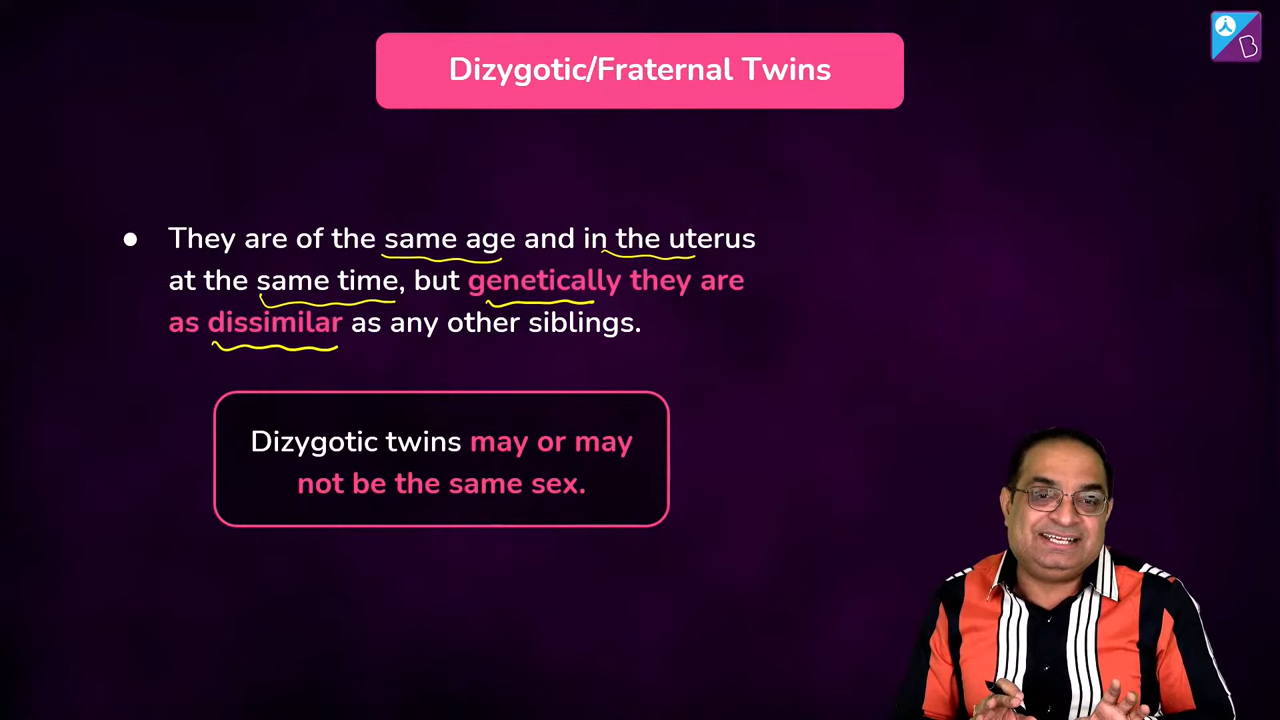 Dizygotic/Fraternal Twins
● They are of the same age and in the uterus
at the same time, but genetically they are
as dissimilar as any other siblings.
Dizygotic twins may or may
not be the same sex.
B